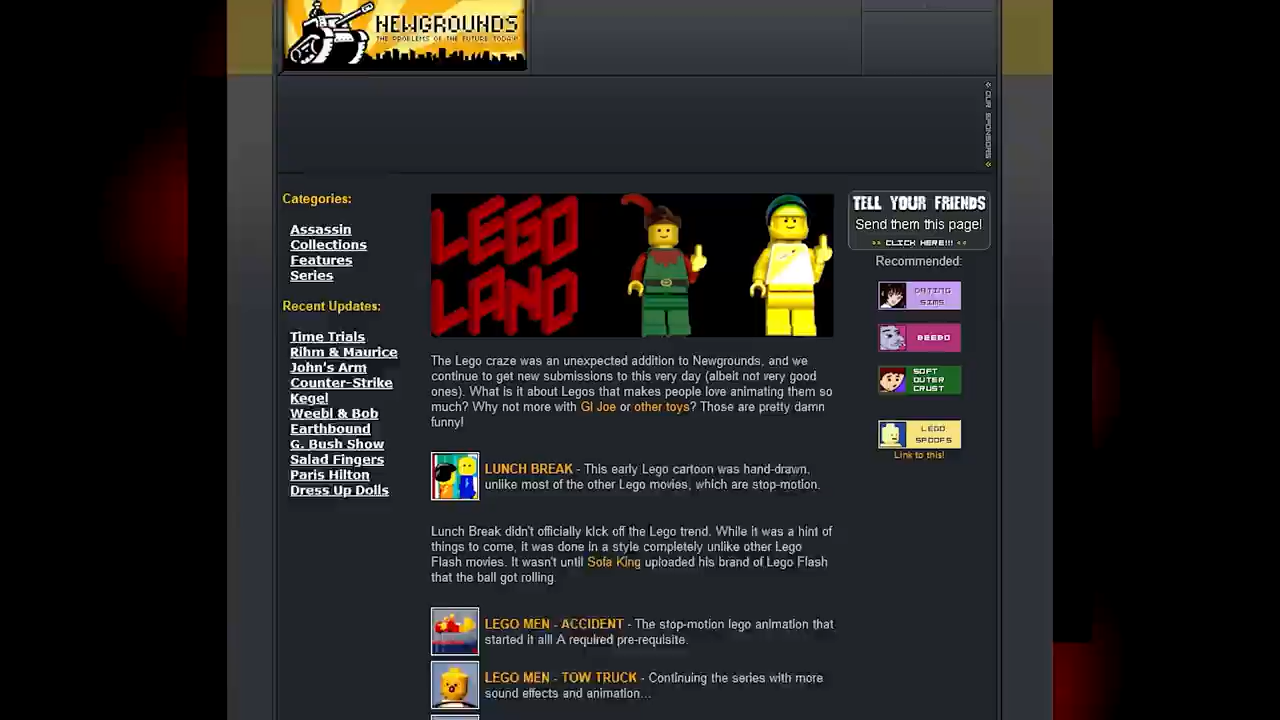 NEWGROUNDS
THE PROBLEMS OF THE FUTURE TODAY!
OUR SPONSORS
Categories:
Assassin
Collections
Features
Series
Recent Updates:
Time Trials
Rihm & Maurice
John's Arm
Counter-Strike
Kegel
Weebl & Bob
Earthbound
G. Bush Show
Salad Fingers
Paris Hilton
Dress Up Dolls
LEGO
LAND
The Lego craze was an unexpected addition to Newgrounds, and we
continue to get new submissions to this very day (albeit not very good
ones). What is it about Legos that makes people love animating them so
much? Why not more with GI Joe or other toys? Those are pretty damn
funny!
LUNCH BREAK - This early Lego cartoon was hand-drawn,
unlike most of the other Lego movies, which are stop-motion.
Lunch Break didn't officially kick off the Lego trend. While it was a hint of
things to come, it was done in a style completely unlike other Lego
Flash movies. It wasn't until Sofa King uploaded his brand of Lego Flash
that the ball got rolling.
LEGO MEN - ACCIDENT - The stop-motion lego animation that
started it all! A required pre-requisite.
LEGO MEN - TOW TRUCK - Continuing the series with more
sound effects and animation...
TELL YOUR FRIENDS
Send them this page!
>> CLICK HERE!!! <<
Recommended:
DATING
SIMS
BEEBO
SOFT
OUTER
CRUST
LEGO
SPOOFS
Link to this!